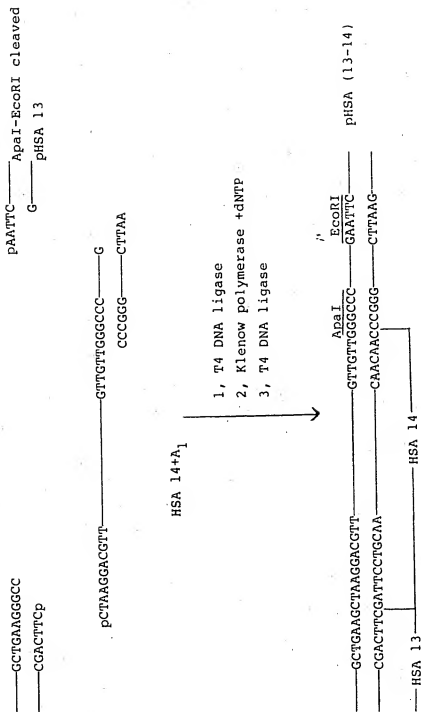 —GCTGAAGGGCC pAATTC—ApaI-EcoRI cleaved
—CGACTTCp G—pHSA 13
pCTAAGGACGTT—GTTGTTGGGCCC—G
CCCGGG—CTTAA
HSA 14+A1
1, T4 DNA ligase
2, Klenow polymerase +dNTP
3, T4 DNA ligase
ApaI EcoRI
—GCTGAAGCTAAGGACGTT—GTTGTTGGGCCC—GAATTC— pHSA (13-14)
—CGACTTCGATTCCTGCAA—CAACAACCCGGG—CTTAAG—
—HSA 13— —HSA 14—